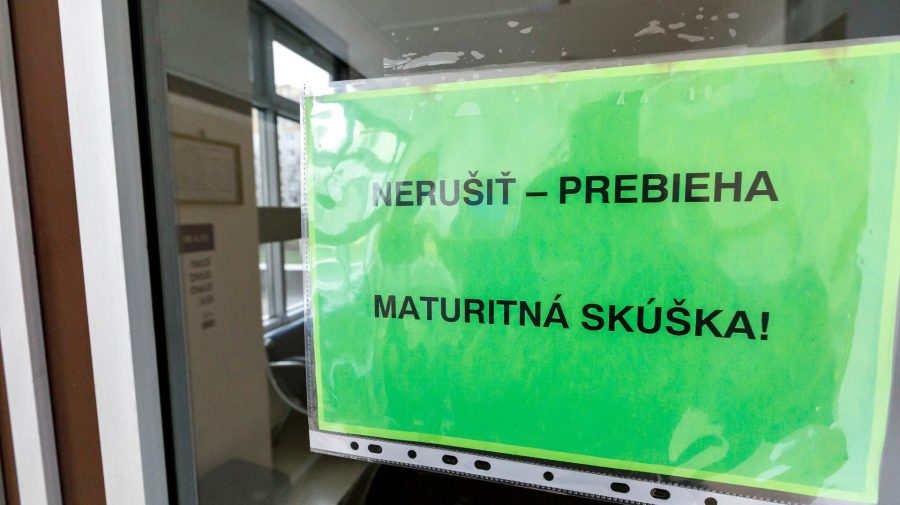 NERUŠIŤ – PREBIEHA
MATURITNÁ SKÚŠKA!